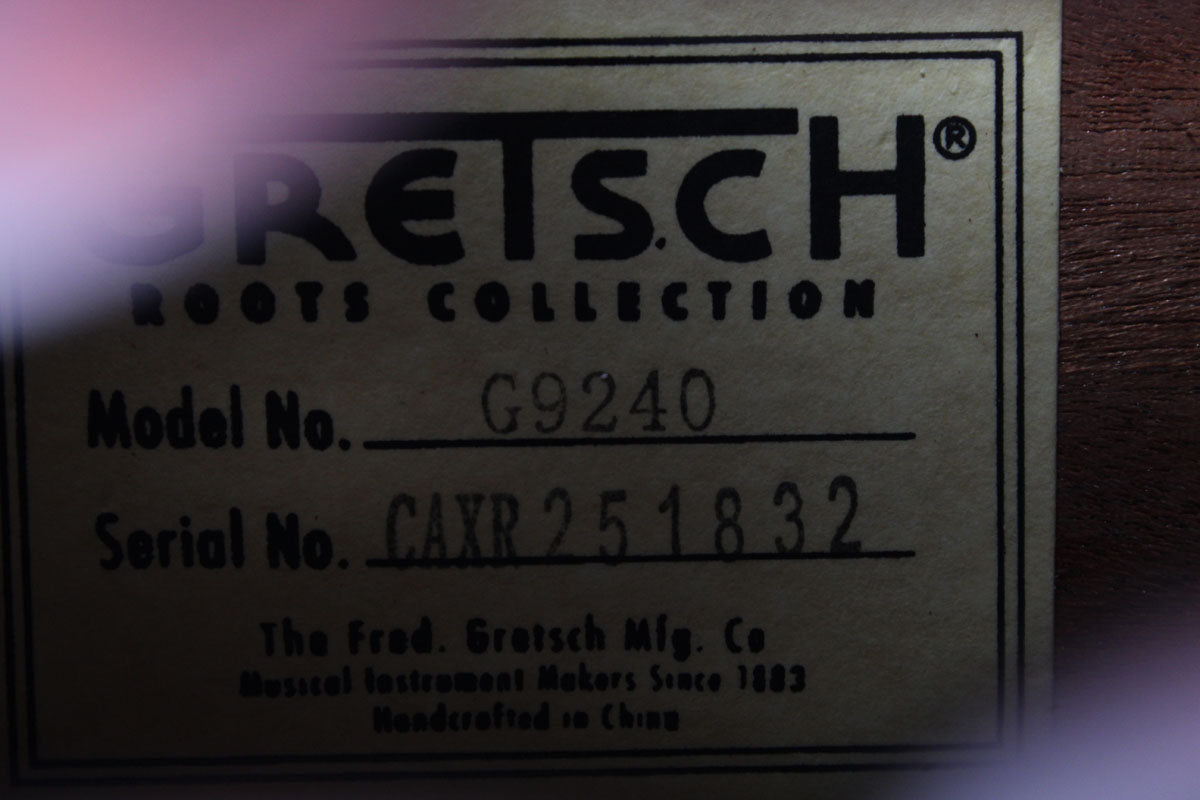 GRETSCH®
ROOTS COLLECTION
Model No. G9240
Serial No. CAXR251832
The Fred. Gretsch Mfg. Co
Musical Instrument Makers Since 1883
Handcrafted in China